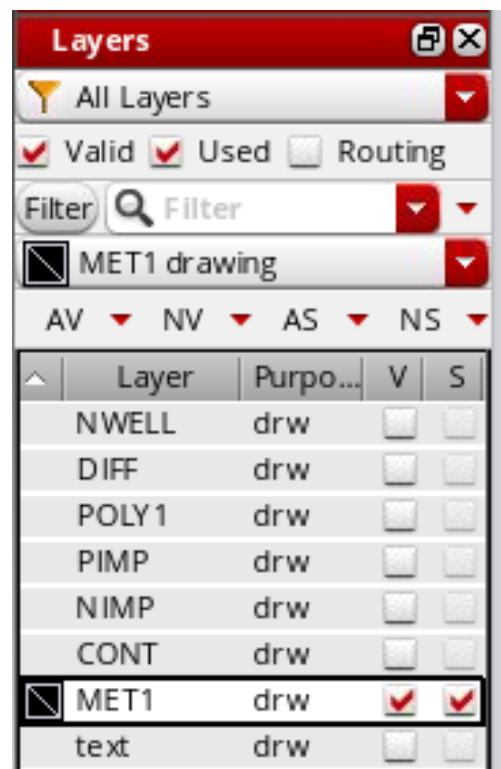 Layers
All Layers
Valid Used Routing
Filter Filter
MET1 drawing
AV NV AS NS
Layer Purpo... V S
NWELL drw
DIFF drw
POLY1 drw
PIMP drw
NIMP drw
CONT drw
MET1 drw
text drw